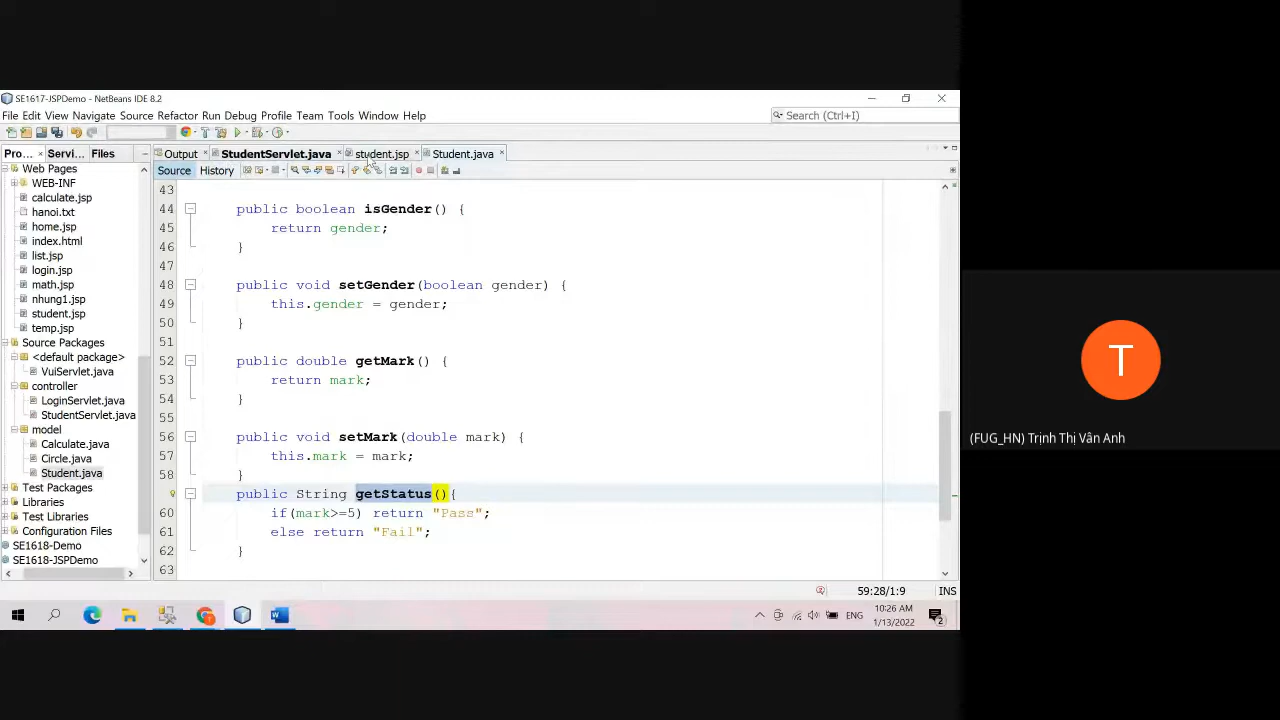 SE1617-JSPDemo - NetBeans IDE 8.2
File Edit View Navigate Source Refactor Run Debug Profile Team Tools Window Help
Search (Ctrl+I)
Pro... Servi... Files
Output StudentServlet.java student.jsp Student.java
Source History
Web Pages
WEB-INF
calculate.jsp
hanoi.txt
home.jsp
index.html
list.jsp
login.jsp
math.jsp
nhung1.jsp
student.jsp
temp.jsp
Source Packages
<default package>
VuiServlet.java
controller
LoginServlet.java
StudentServlet.java
model
Calculate.java
Circle.java
Student.java
Test Packages
Libraries
Test Libraries
Configuration Files
SE1618-Demo
SE1618-JSPDemo
43
44 public boolean isGender() {
45 return gender;
46 }
47
48 public void setGender(boolean gender) {
49 this.gender = gender;
50 }
51
52 public double getMark() {
53 return mark;
54 }
55
56 public void setMark(double mark) {
57 this.mark = mark;
58 }
59 public String getStatus(){
60 if(mark>=5) return "Pass";
61 else return "Fail";
62 }
63
59:28/1:9 INS
ENG
10:26 AM
1/13/2022
2
T
(FUG_HN) Trịnh Thị Vân Anh